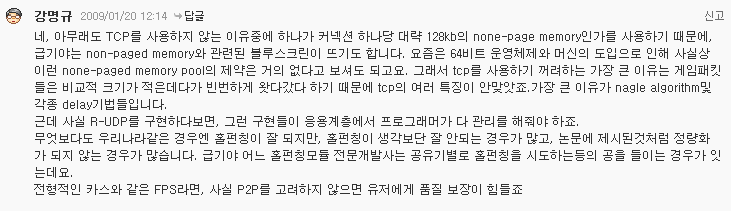 강명규 2009/01/20 12:14 → 답글 신고
네, 아무래도 TCP를 사용하지 않는 이유중에 하나가 커넥션 하나당 대략 128kb의 none-page memory인가를 사용하기 때문에,
급기야는 non-paged memory와 관련된 블루스크린이 뜨기도 합니다. 요즘은 64비트 운영체제와 머신의 도입으로 인해 사실상
이런 none-paged memory pool의 제약은 거의 없다고 보셔도 되고요. 그래서 tcp를 사용하기 꺼려하는 가장 큰 이유는 게임패킷
들은 비교적 크기가 적은데다가 빈번하게 왓다갔다 하기 때문에 tcp의 여러 특징이 안맞앗죠.가장 큰 이유가 nagle algorithm및
각종 delay기법들입니다.
근데 사실 R-UDP를 구현하다보면, 그런 구현들이 응용계층에서 프로그래머가 다 관리를 해줘야 하죠.
무엇보다도 우리나라같은 경우엔 홀펀칭이 잘 되지만, 홀펀칭이 생각보단 잘 안되는 경우가 많고, 논문에 제시된것처럼 정량화
가 되지 않는 경우가 많습니다. 급기야 어느 홀펀칭모듈 전문개발사는 공유기별로 홀펀칭을 시도하는등의 공을 들이는 경우가 잇
는데요.
전형적인 카스와 같은 FPS라면, 사실 P2P를 고려하지 않으면 유저에게 품질 보장이 힘들죠